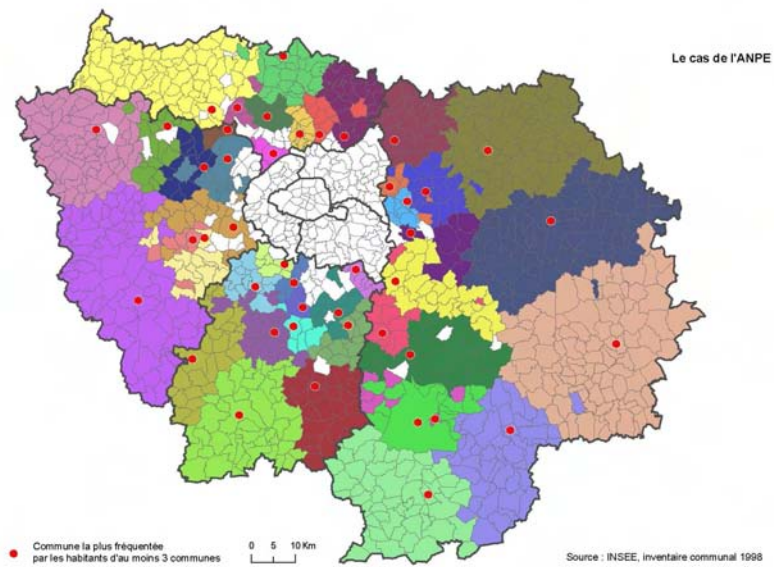 Le cas de l'ANPE
Commune la plus fréquentée
par les habitants d'au moins 3 communes
0 5 10 Km
Source : INSEE, inventaire communal 1998